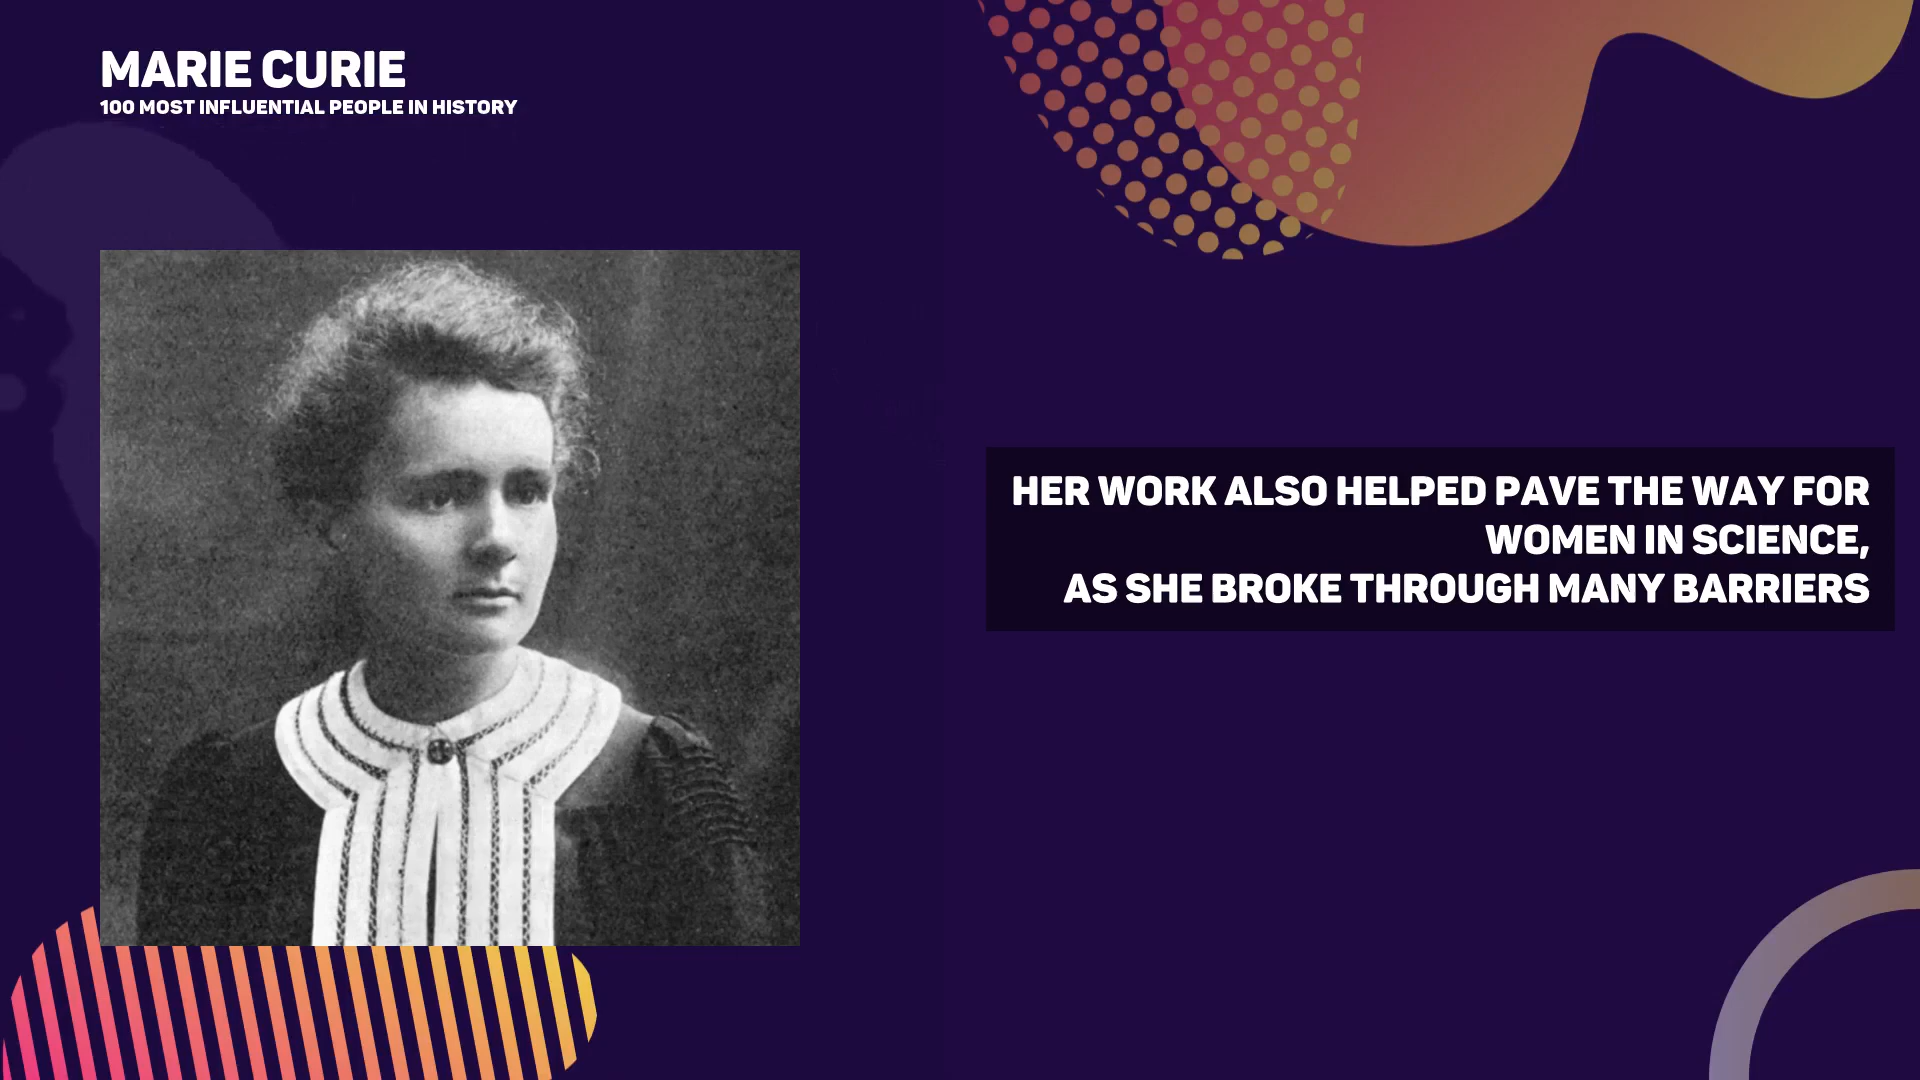 MARIE CURIE
100 MOST INFLUENTIAL PEOPLE IN HISTORY
HER WORK ALSO HELPED PAVE THE WAY FOR
WOMEN IN SCIENCE,
AS SHE BROKE THROUGH MANY BARRIERS